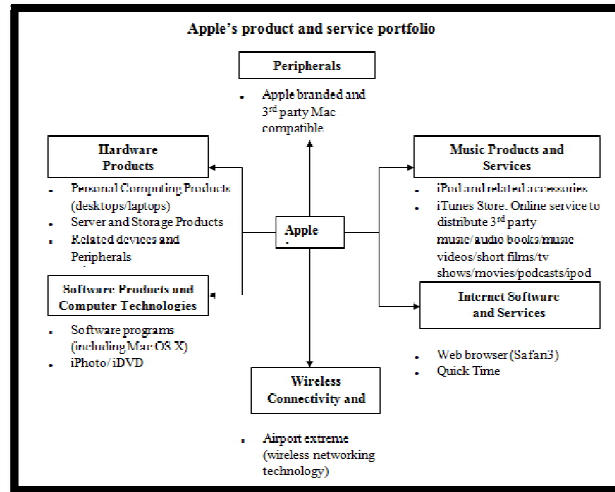 Apple's product and service portfolio
Peripherals
• Apple branded and
3rd party Mac
compatible
Hardware
Products
• Personal Computing Products
(desktops/laptops)
• Server and Storage Products
• Related devices and
Peripherals
Music Products and
Services
• iPod and related accessories
• iTunes Store. Online service to
distribute 3rd party
music/audio books/music
videos/short films/tv
shows/movies/podcasts/ipod
Apple
Software Products and
Computer Technologies
• Software programs
(including Mac OS X)
• iPhoto/ iDVD
Internet Software
and Services
• Web browser (Safari3)
• Quick Time
Wireless
Connectivity and
• Airport extreme
(wireless networking
technology)